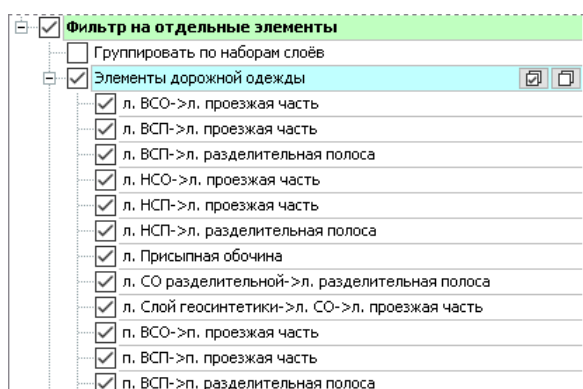 Фильтр на отдельные элементы
Группировать по наборам слоёв
Элементы дорожной одежды
л. ВСО->л. проезжая часть
л. ВСП->л. проезжая часть
л. ВСП->л. разделительная полоса
л. НСО->л. проезжая часть
л. НСП->л. проезжая часть
л. НСП->л. разделительная полоса
л. Присыпная обочина
л. СО разделительной->л. разделительная полоса
л. Слой геосинтетики->л. СО->л. проезжая часть
п. ВСО->п. проезжая часть
п. ВСП->п. проезжая часть
п. ВСП->п. разделительная полоса